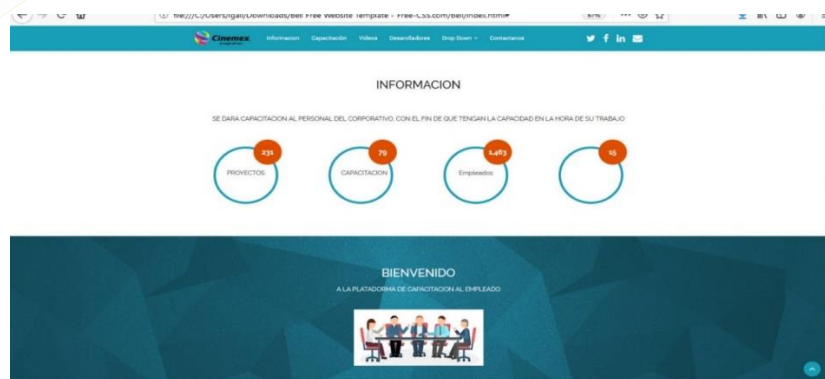 file:///C:/Users/igall/Downloads/Bell Free Website Template - Free-CSS.com/Bell/index.html#
67%
Cinemex
Informacion Capacitación Videos Desarrolladores Drop Down Contactanos
INFORMACION
SE DARA CAPACITACION AL PERSONAL DEL CORPORATIVO, CON EL FIN DE QUE TENGAN LA CAPACIDAD EN LA HORA DE SU TRABAJO
231 79 1,463 15
PROYECTOS CAPACITACION Empleados
BIENVENIDO
A LA PLATADORMA DE CAPACITACION AL EMPLEADO